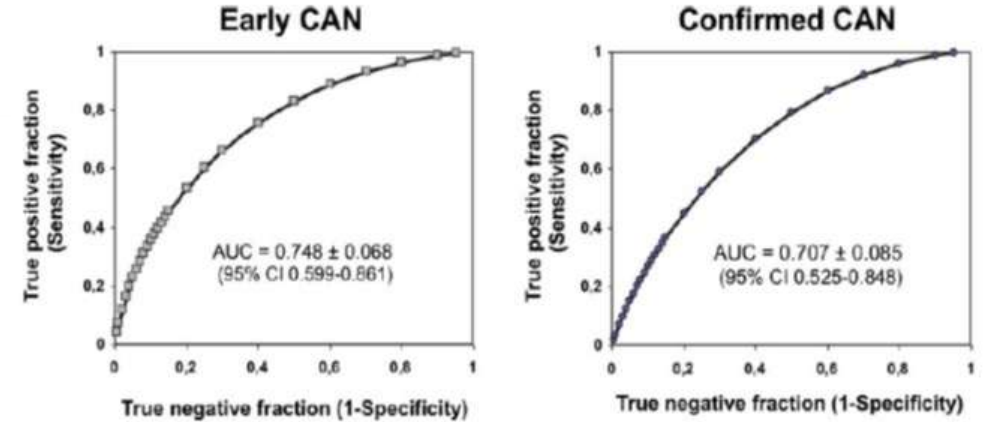 Early CAN
True positive fraction
(Sensitivity)
1
0,8
0,6
0,4
0,2
0
AUC = 0.748 ± 0.068
(95% CI 0.599-0.861)
0
0,2
0,4
0,6
0,8
1
True negative fraction (1-Specificity)
Confirmed CAN
True positive fraction
(Sensitivity)
1
0,8
0,6
0,4
0,2
0
AUC = 0.707 ± 0.085
(95% CI 0.525-0.848)
0
0,2
0,4
0,6
0,8
1
True negative fraction (1-Specificity)